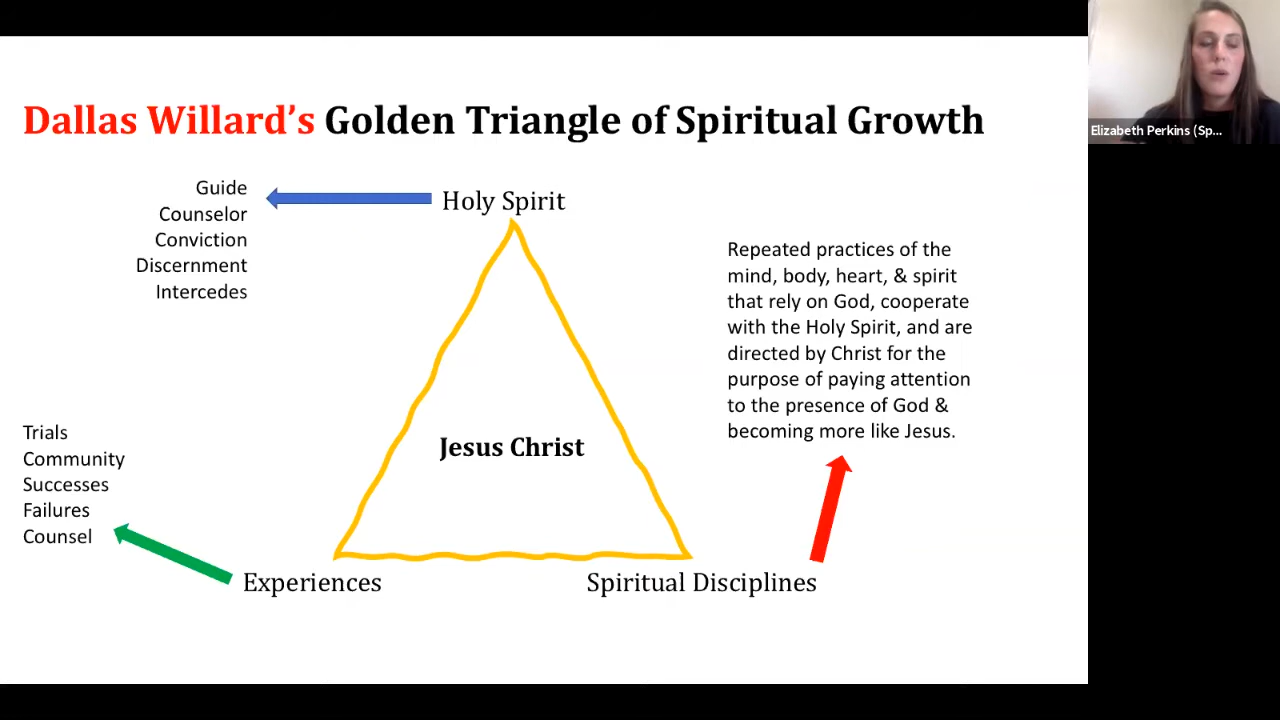 Dallas Willard’s Golden Triangle of Spiritual Growth
Guide
Counselor
Conviction
Discernment
Intercedes
Holy Spirit
Repeated practices of the
mind, body, heart, & spirit
that rely on God, cooperate
with the Holy Spirit, and are
directed by Christ for the
purpose of paying attention
to the presence of God &
becoming more like Jesus.
Jesus Christ
Trials
Community
Successes
Failures
Counsel
Experiences
Spiritual Disciplines
Elizabeth Perkins (Sp...